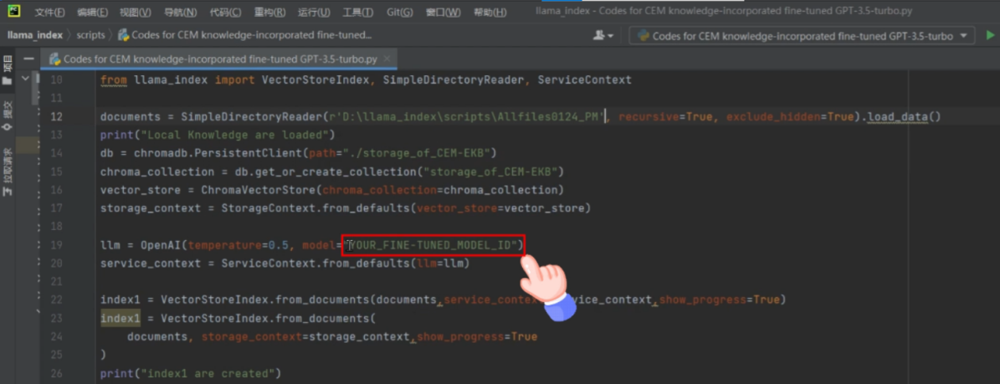 PC 文件(F) 编辑(E) 视图(V) 导航(N) 代码(C) 重构(R) 运行(U) 工具(T) Git(G) 窗口(W) 帮助(H) llama_index - Codes for CEM knowledge-incorporated fine-tuned GPT-3.5-turbo.py
llama_index scripts Codes for CEM knowledge-incorporated fine-tuned... Codes for CEM knowledge-incorporated fine-tuned GPT-3.5-turbo
项目
提交
拉取请求
Codes for CEM knowledge-incorporated fine-tuned GPT-3.5-turbo.py
10 from llama_index import VectorStoreIndex, SimpleDirectoryReader, ServiceContext
11
12 documents = SimpleDirectoryReader(r'D:\llama_index\scripts\Allfiles0124_PM', recursive=True, exclude_hidden=True).load_data()
13 print("Local Knowledge are loaded")
14 db = chromadb.PersistentClient(path="./storage_of_CEM-EKB")
15 chroma_collection = db.get_or_create_collection("storage_of_CEM-EKB")
16 vector_store = ChromaVectorStore(chroma_collection=chroma_collection)
17 storage_context = StorageContext.from_defaults(vector_store=vector_store)
18
19 llm = OpenAI(temperature=0.5, model="YOUR_FINE-TUNED_MODEL_ID")
20 service_context = ServiceContext.from_defaults(llm=llm)
21
22 index1 = VectorStoreIndex.from_documents(documents,service_conte vice_context,show_progress=True)
23 index1 = VectorStoreIndex.from_documents(
24 documents, storage_context=storage_context,show_progress=True
25 )
26 print("index1 are created")